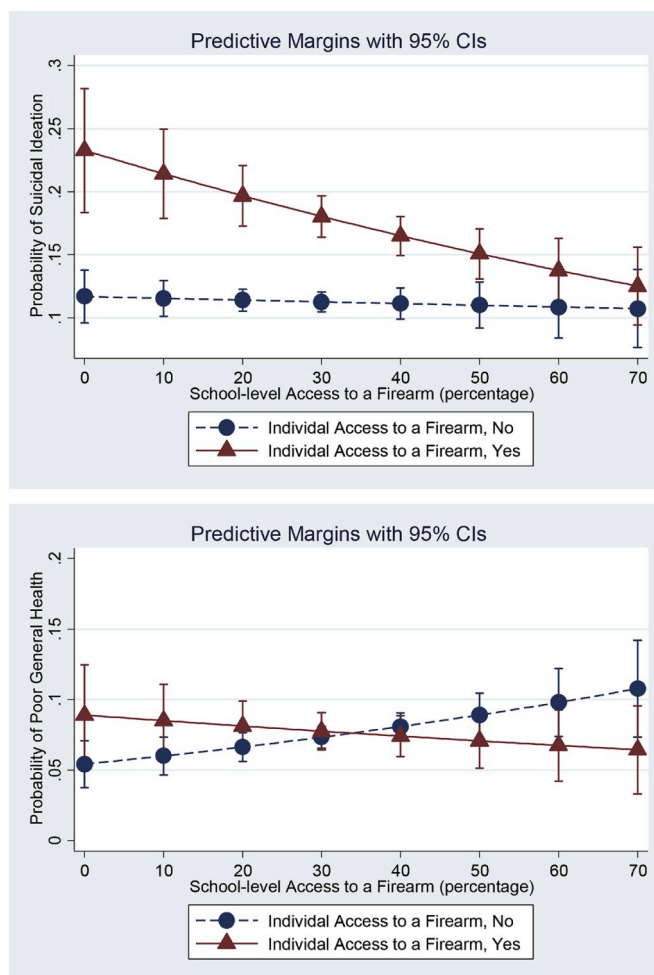 Predictive Margins with 95% CIs
Probability of Suicidal Ideation
.3
.25
.2
.15
.1
0 10 20 30 40 50 60 70
School-level Access to a Firearm (percentage)
Individal Access to a Firearm, No
Individal Access to a Firearm, Yes
Predictive Margins with 95% CIs
Probability of Poor General Health
.2
.15
.1
.05
0
0 10 20 30 40 50 60 70
School-level Access to a Firearm (percentage)
Individal Access to a Firearm, No
Individal Access to a Firearm, Yes